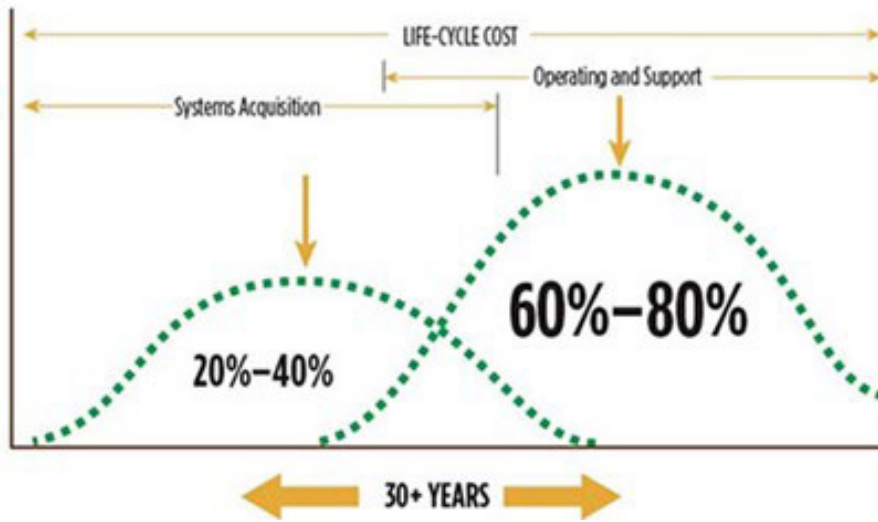 LIFE-CYCLE COST
Operating and Support
Systems Acquisition
60%–80%
20%–40%
30+ YEARS